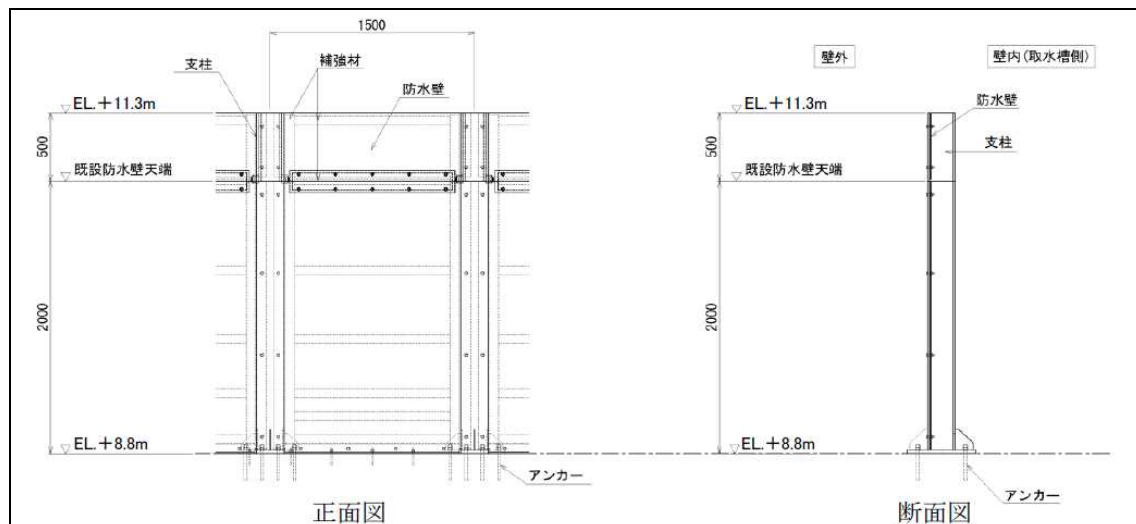 1500
支柱
補強材
防水壁
EL.+11.3m
500
既設防水壁天端
2000
EL.+8.8m
アンカー
正面図
壁外
壁内(取水槽側)
EL.+11.3m
防水壁
支柱
500
既設防水壁天端
2000
EL.+8.8m
アンカー
断面図